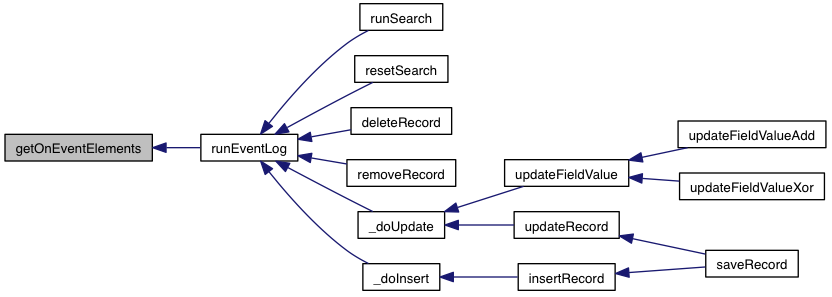 runSearch
resetSearch
deleteRecord
updateFieldValueAdd
getOnEventElements
runEventLog
removeRecord
updateFieldValue
updateFieldValueXor
_doUpdate
updateRecord
saveRecord
_doInsert
insertRecord